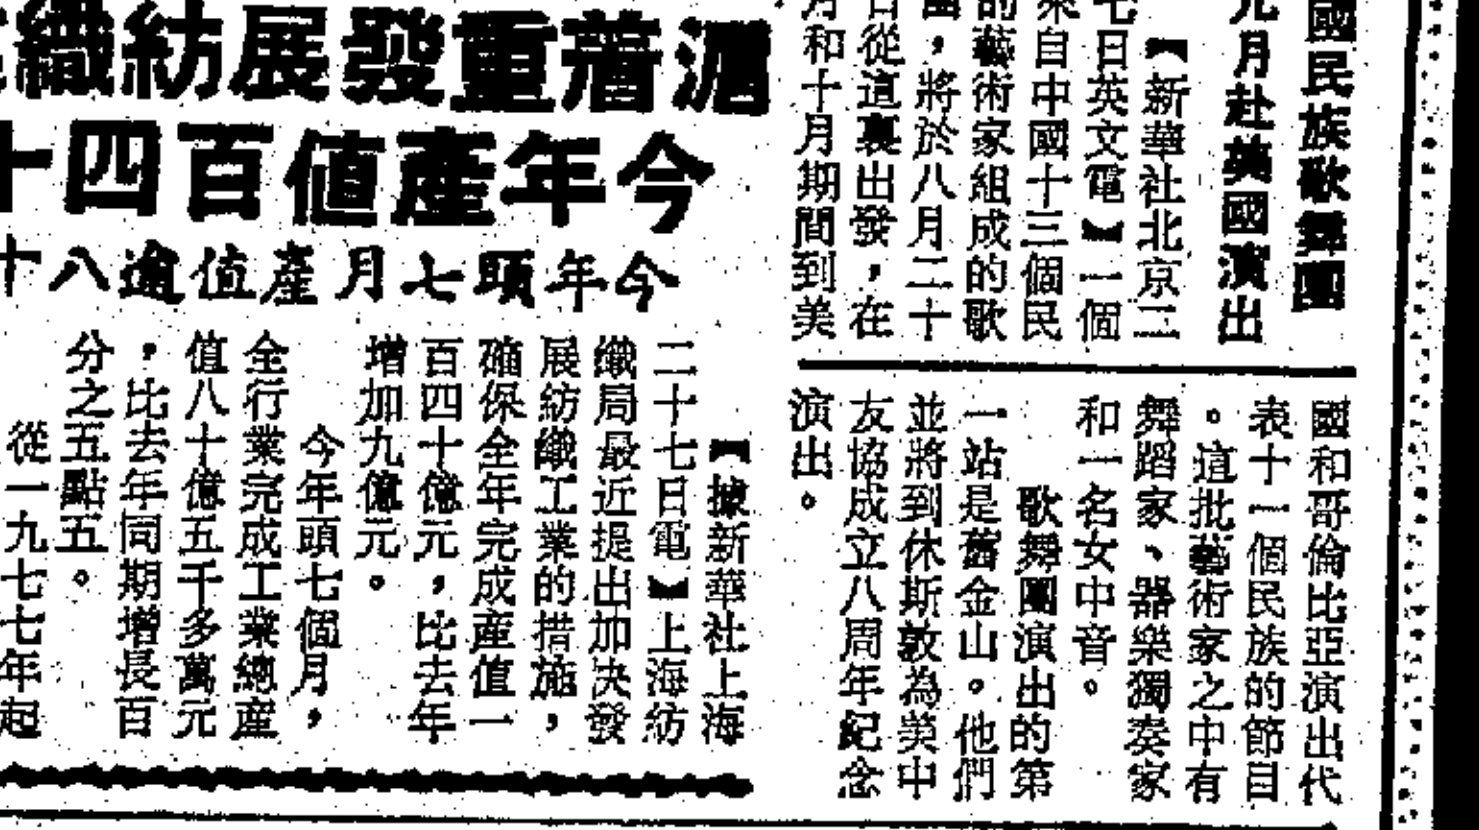 國民族歌舞團
月赴美國演出
【新華社北京二
七日英文電】一個
來自中國十三個民
的藝術家組成的歌
團,將於八月二十
日從這裏出發,在
月和十月期間到美
國和哥倫比亞演出代
表十一個民族的節目
。這批藝術家之中有
舞蹈家、器樂獨奏家
和一名女中音。
歌舞團演出的第
一站是舊金山。他們
並將到休斯敦為美中
友協成立八周年紀念
演出。
滬着重發展紡織
今年產值百四十
今年頭七月產值逾八十
【據新華社上海
二十七日電】上海紡
織局最近提出加決發
展紡織工業的措施,
確保全年完成產值一
百四十億元,比去年
增加九億元。
今年頭七個月,
全行業完成工業總產
值八十億五千多萬元
,比去年同期增長百
分之五點五。
從一九七七年起